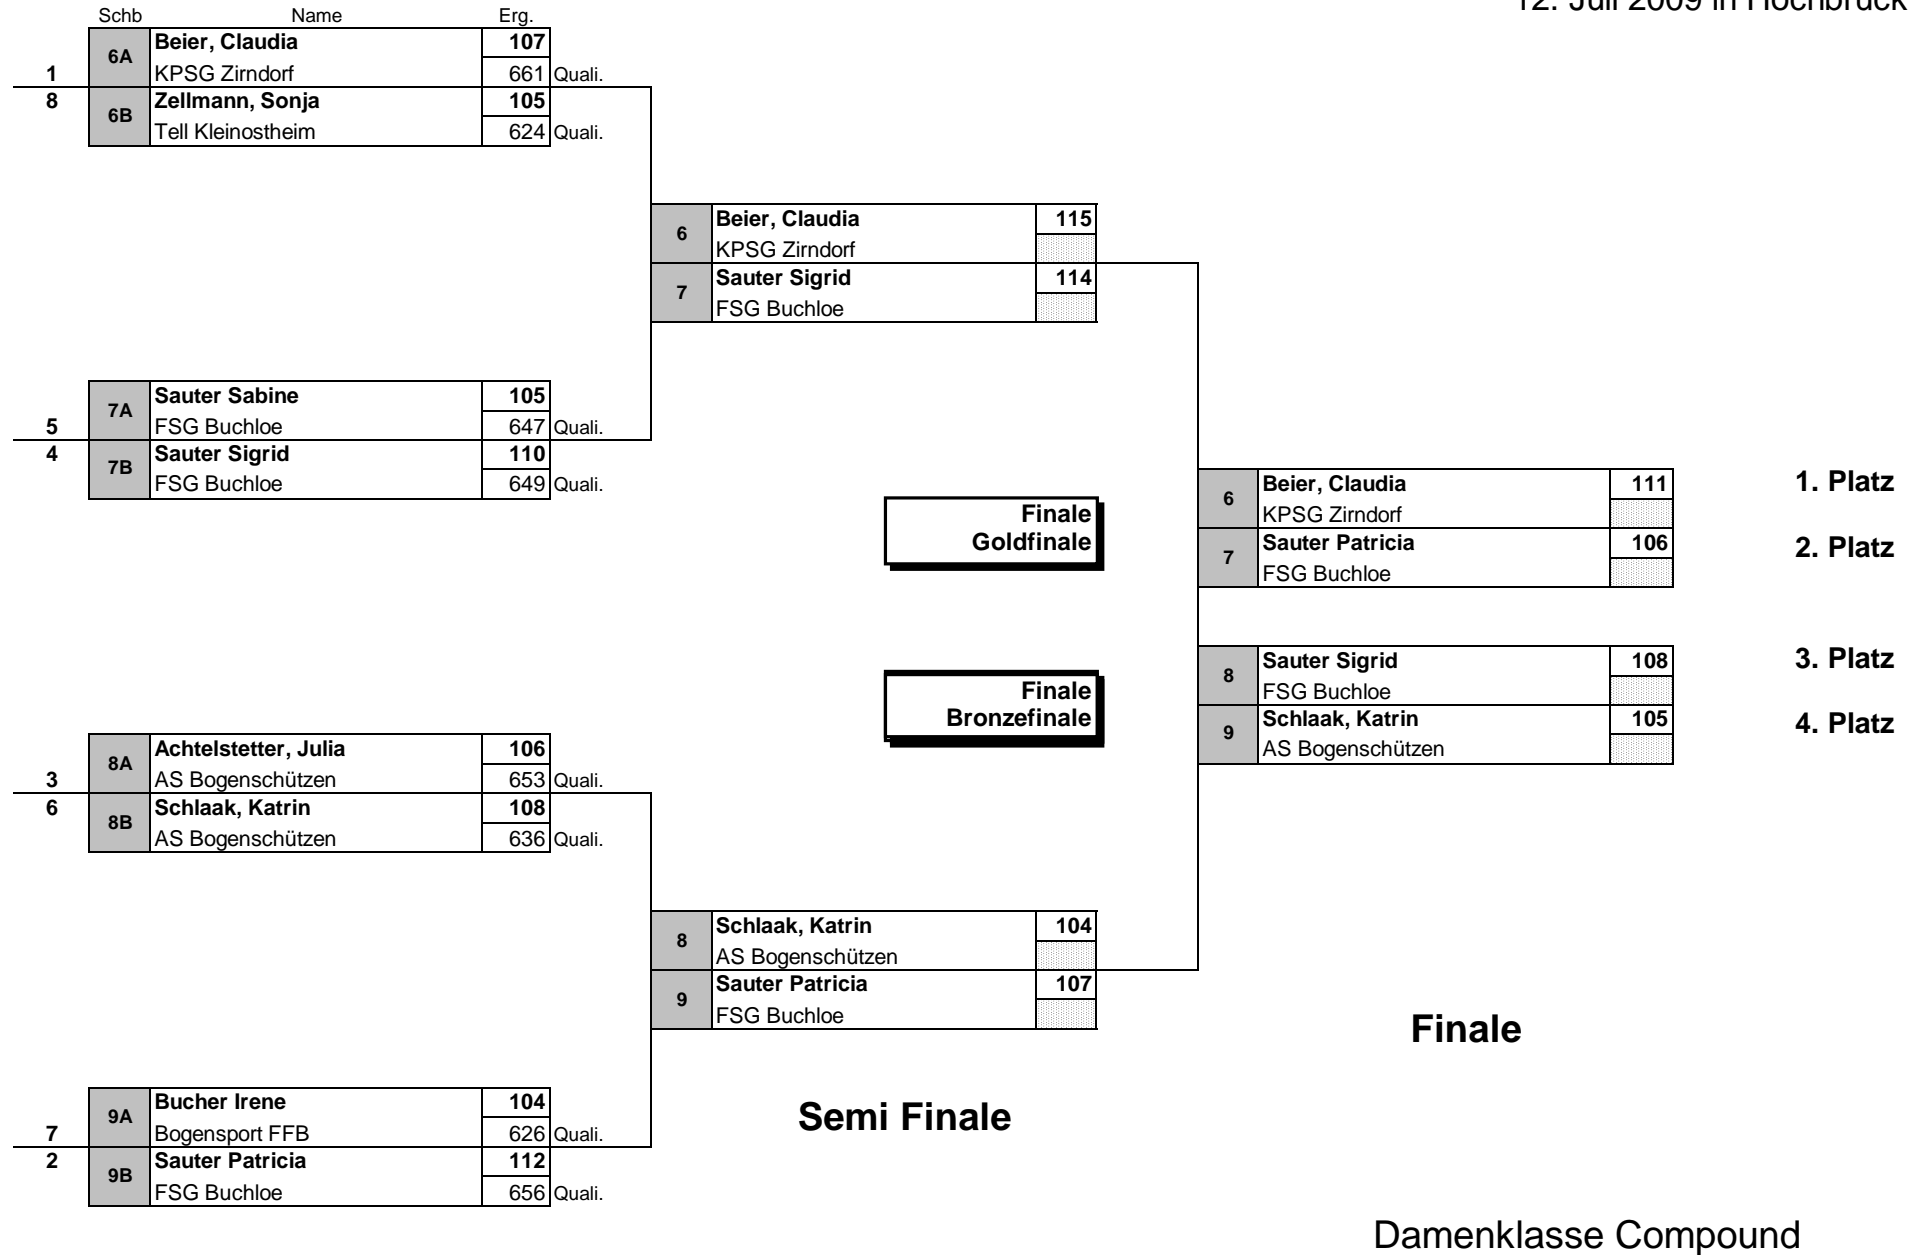 12. Juli 2009 in Hochbrück
Schb Name Erg.
6A Beier, Claudia 107
1 KPSG Zirndorf 661 Quali.
8 6B Zellmann, Sonja 105
Tell Kleinostheim 624 Quali.
6 Beier, Claudia 115
KPSG Zirndorf
7 Sauter Sigrid 114
FSG Buchloe
7A Sauter Sabine 105
5 FSG Buchloe 647 Quali.
4 7B Sauter Sigrid 110
FSG Buchloe 649 Quali.
6 Beier, Claudia 111 1. Platz
KPSG Zirndorf
Finale
Goldfinale
7 Sauter Patricia 106 2. Platz
FSG Buchloe
8 Sauter Sigrid 108 3. Platz
FSG Buchloe
Finale
Bronzefinale
9 Schlaak, Katrin 105 4. Platz
AS Bogenschützen
8A Achtelstetter, Julia 106
3 AS Bogenschützen 653 Quali.
6 8B Schlaak, Katrin 108
AS Bogenschützen 636 Quali.
8 Schlaak, Katrin 104
AS Bogenschützen
9 Sauter Patricia 107
FSG Buchloe
Finale
9A Bucher Irene 104
7 Bogensport FFB 626 Quali.
2 9B Sauter Patricia 112
FSG Buchloe 656 Quali.
Semi Finale
Damenklasse Compound